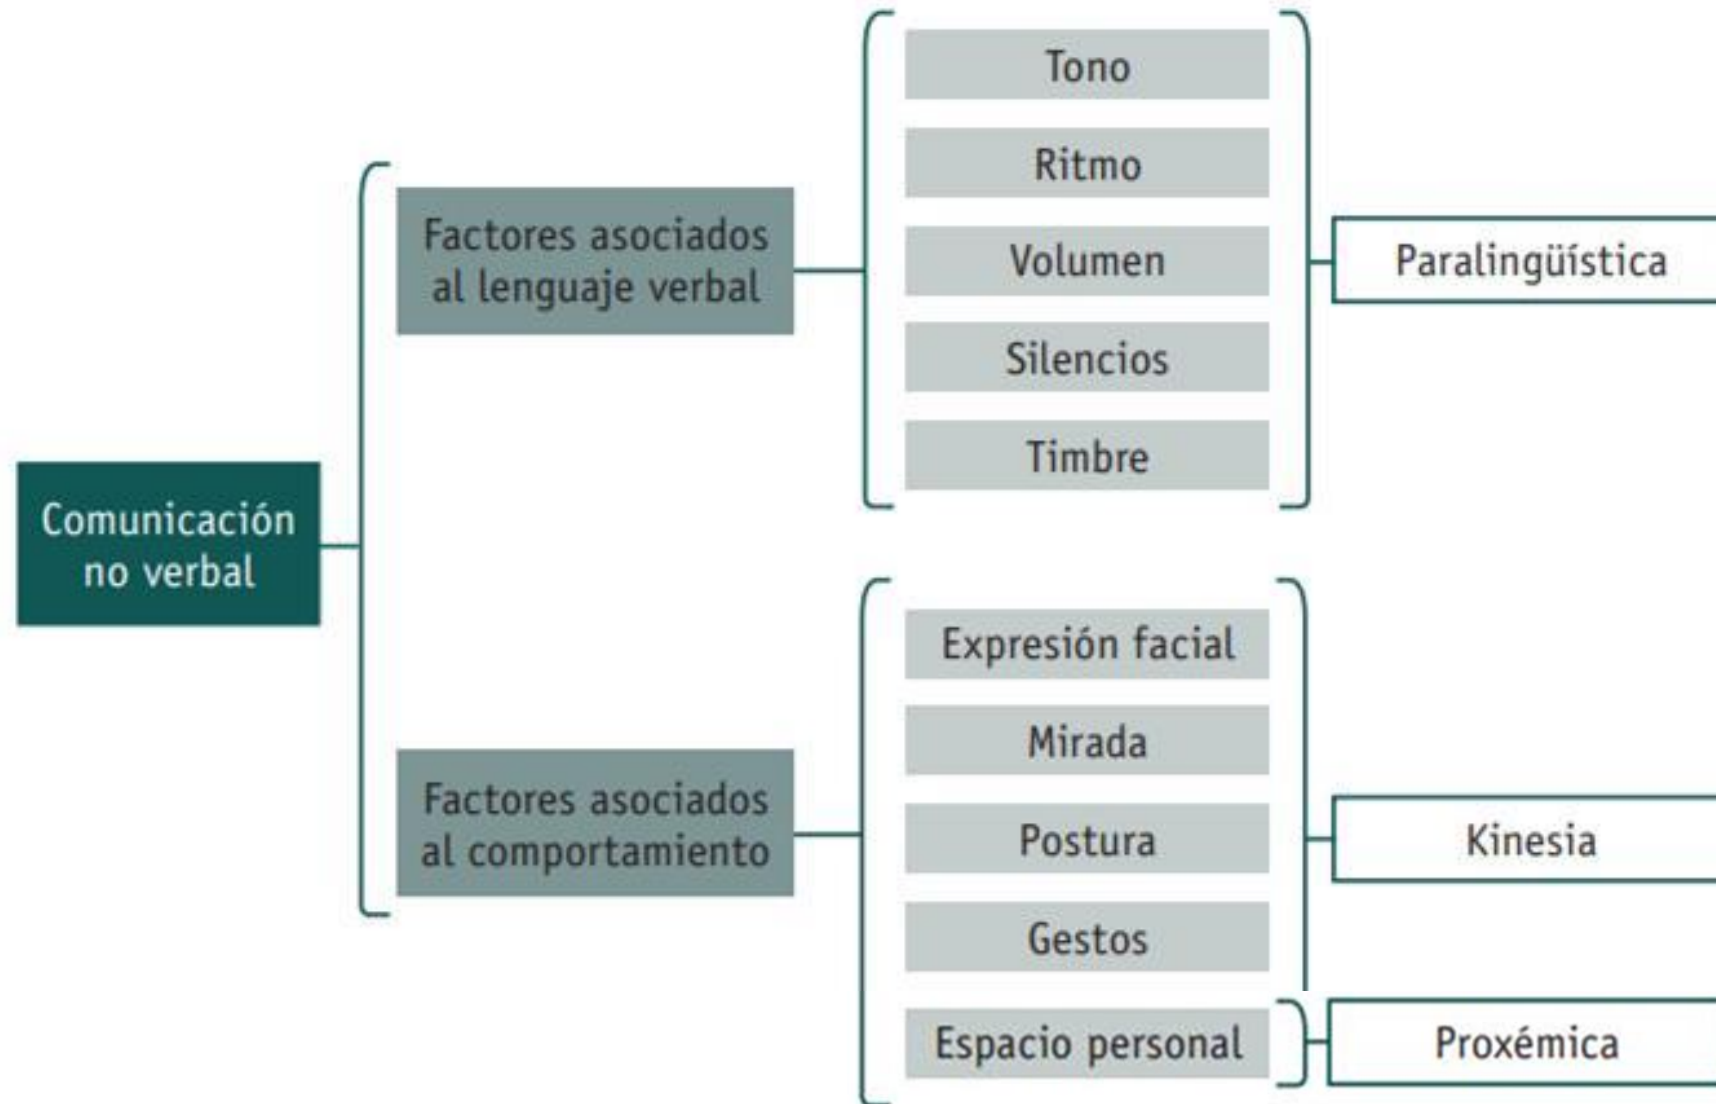 Comunicación
no verbal
Factores asociados
al lenguaje verbal
Tono
Ritmo
Volumen
Silencios
Timbre
Paralingüística
Factores asociados
al comportamiento
Expresión facial
Mirada
Postura
Gestos
Kinesia
Espacio personal
Proxémica